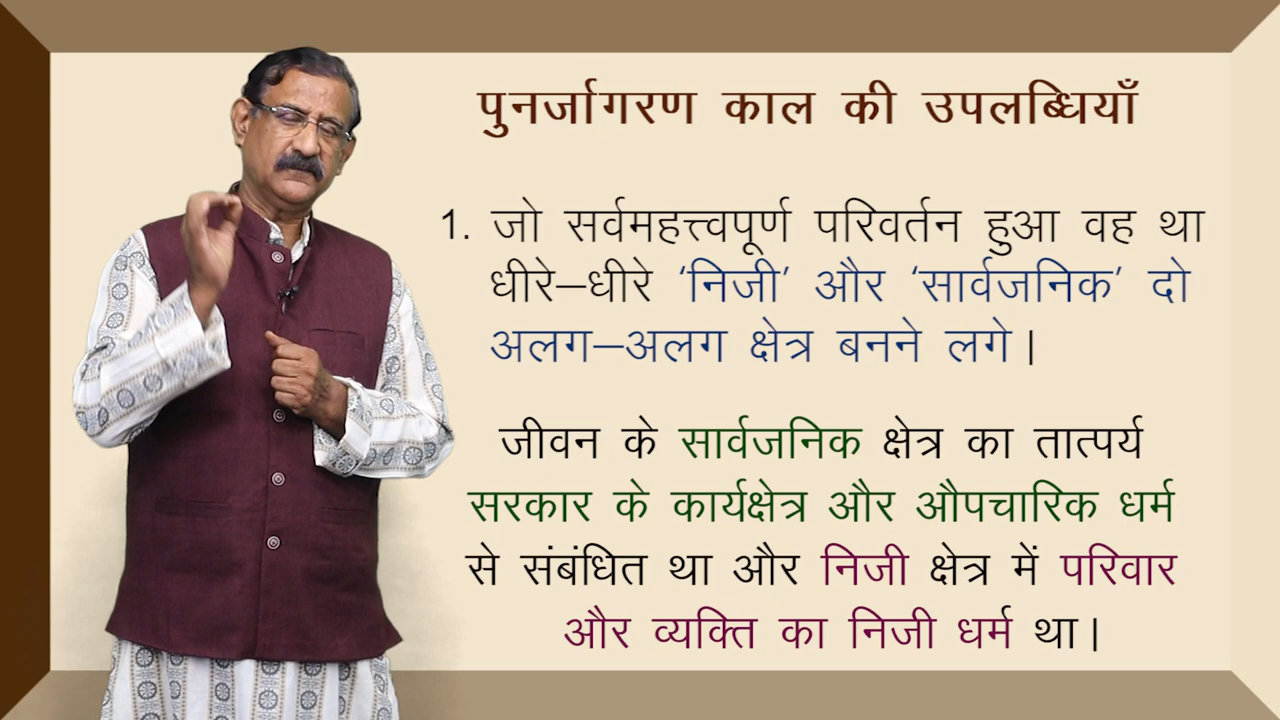 पुनर्जागरण काल की उपलब्धियाँ
1. जो सर्वमहत्त्वपूर्ण परिवर्तन हुआ वह था
धीरे–धीरे ‘निजी’ और ‘सार्वजनिक’ दो
अलग–अलग क्षेत्र बनने लगे।
जीवन के सार्वजनिक क्षेत्र का तात्पर्य
सरकार के कार्यक्षेत्र और औपचारिक धर्म
से संबंधित था और निजी क्षेत्र में परिवार
और व्यक्ति का निजी धर्म था।